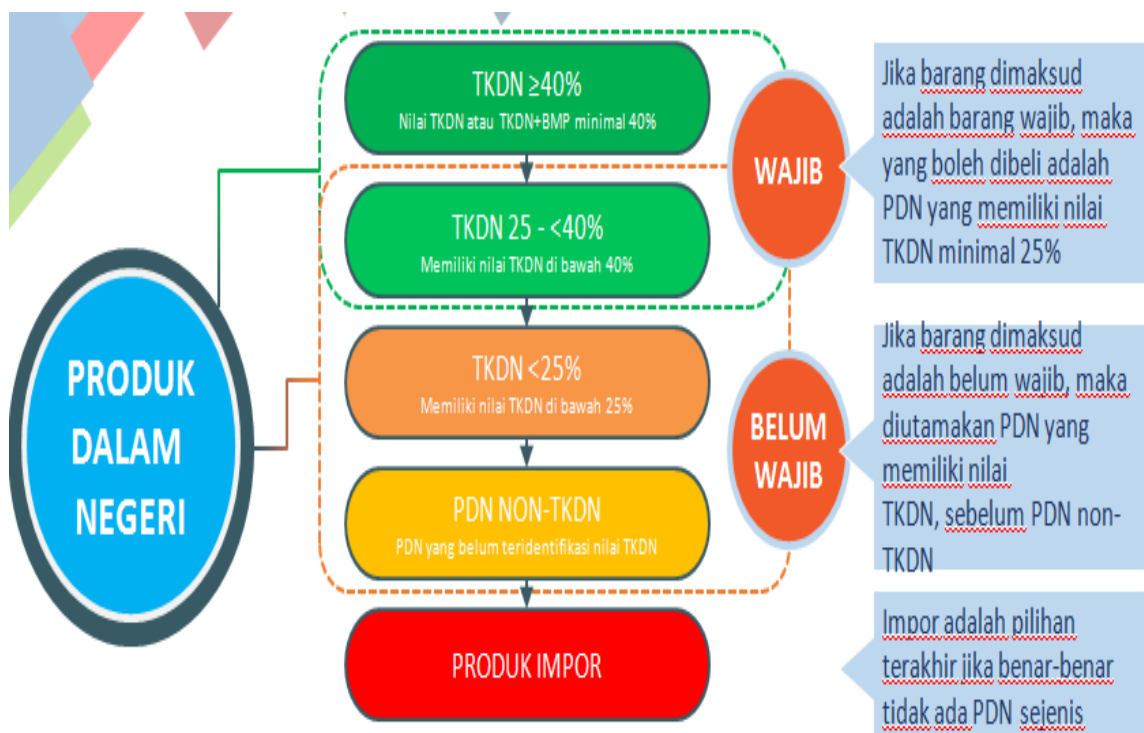 PRODUK
DALAM
NEGERI
TKDN ≥40%
Nilai TKDN atau TKDN+BMP minimal 40%
TKDN 25 - <40%
Memiliki nilai TKDN di bawah 40%
TKDN <25%
Memiliki nilai TKDN di bawah 25%
PDN NON-TKDN
PDN yang belum teridentifikasi nilai TKDN
PRODUK IMPOR
WAJIB
BELUM
WAJIB
Jika barang dimaksud
adalah barang wajib, maka
yang boleh dibeli adalah
PDN yang memiliki nilai
TKDN minimal 25%
Jika barang dimaksud
adalah belum wajib, maka
diutamakan PDN yang
memiliki nilai
TKDN, sebelum PDN non-
TKDN
Impor adalah pilihan
terakhir jika benar-benar
tidak ada PDN sejenis